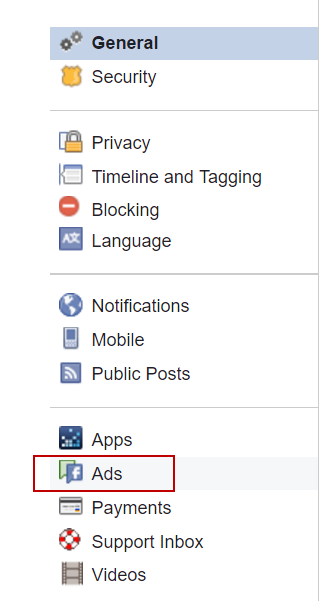 General
Security
Privacy
Timeline and Tagging
Blocking
Language
Notifications
Mobile
Public Posts
Apps
Ads
Payments
Support Inbox
Videos